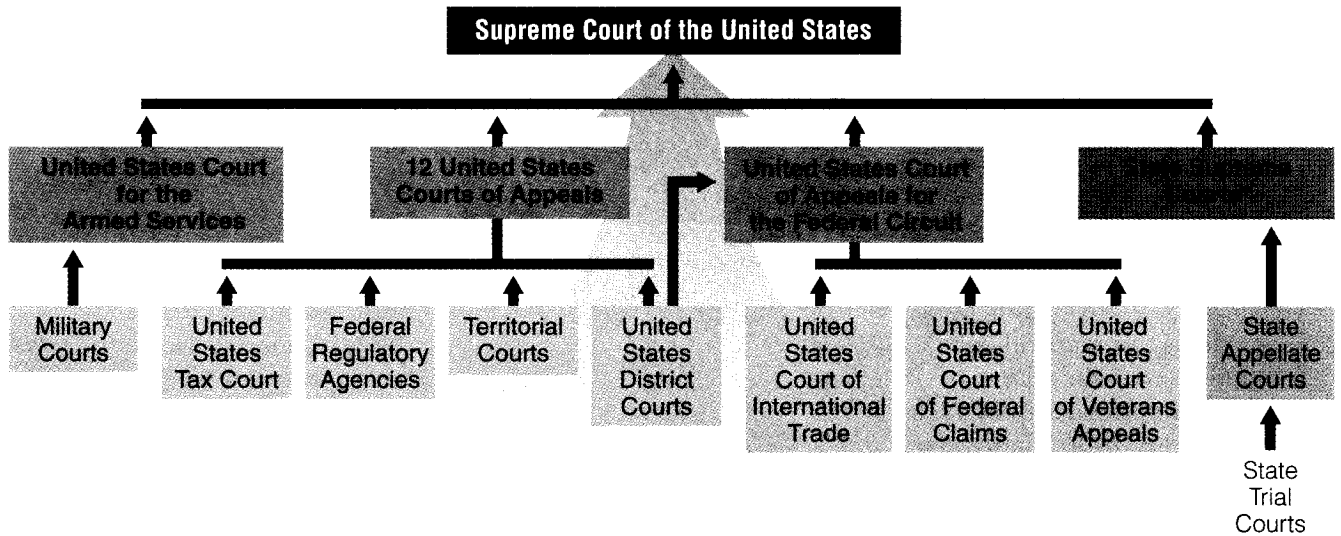 Supreme Court of the United States
United States Court
for the
Armed Services
12 United States
Courts of Appeals
United States Court
of Appeals for
the Federal Circuit
State Supreme
Military
Courts
United
States
Tax Court
Federal
Regulatory
Agencies
Territorial
Courts
United
States
District
Courts
United
States
Court of
International
Trade
United
States
Court
of Federal
Claims
United
States
Court
of Veterans
Appeals
State
Appellate
Courts
State
Trial
Courts